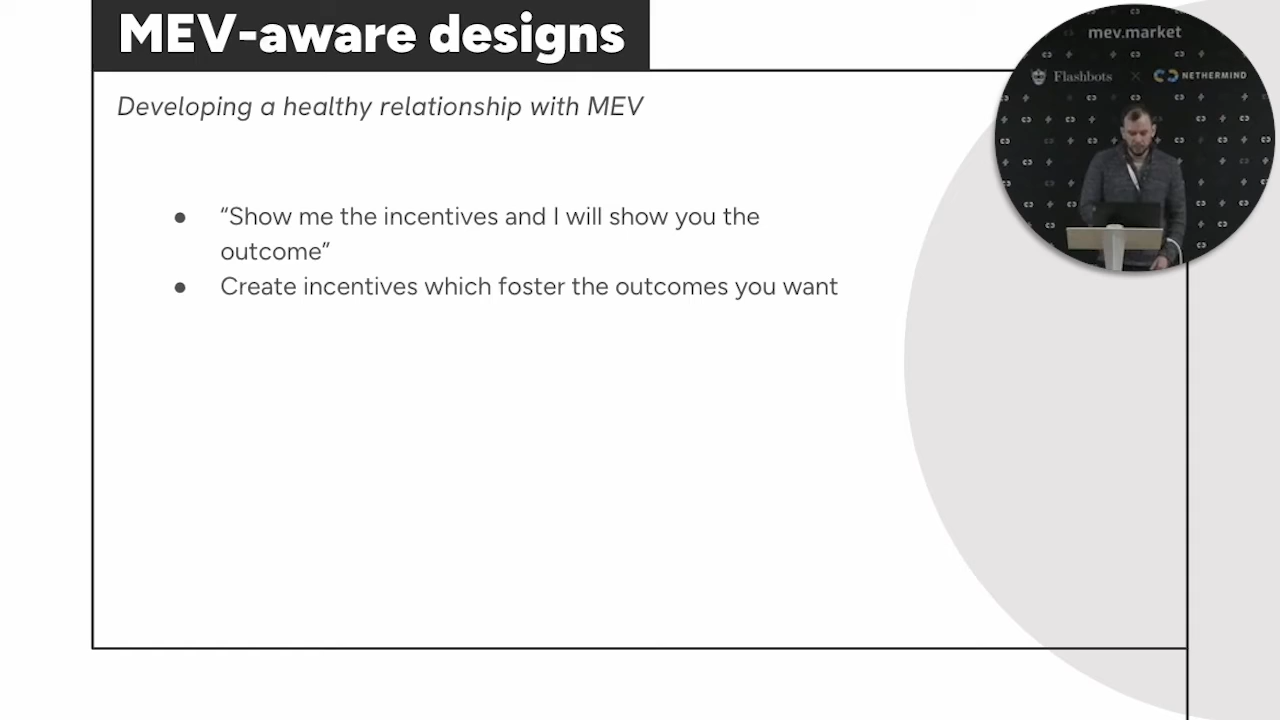 MEV-aware designs
mev.market
Flashbots × NETHERMIND
Developing a healthy relationship with MEV
● “Show me the incentives and I will show you the
outcome”
● Create incentives which foster the outcomes you want